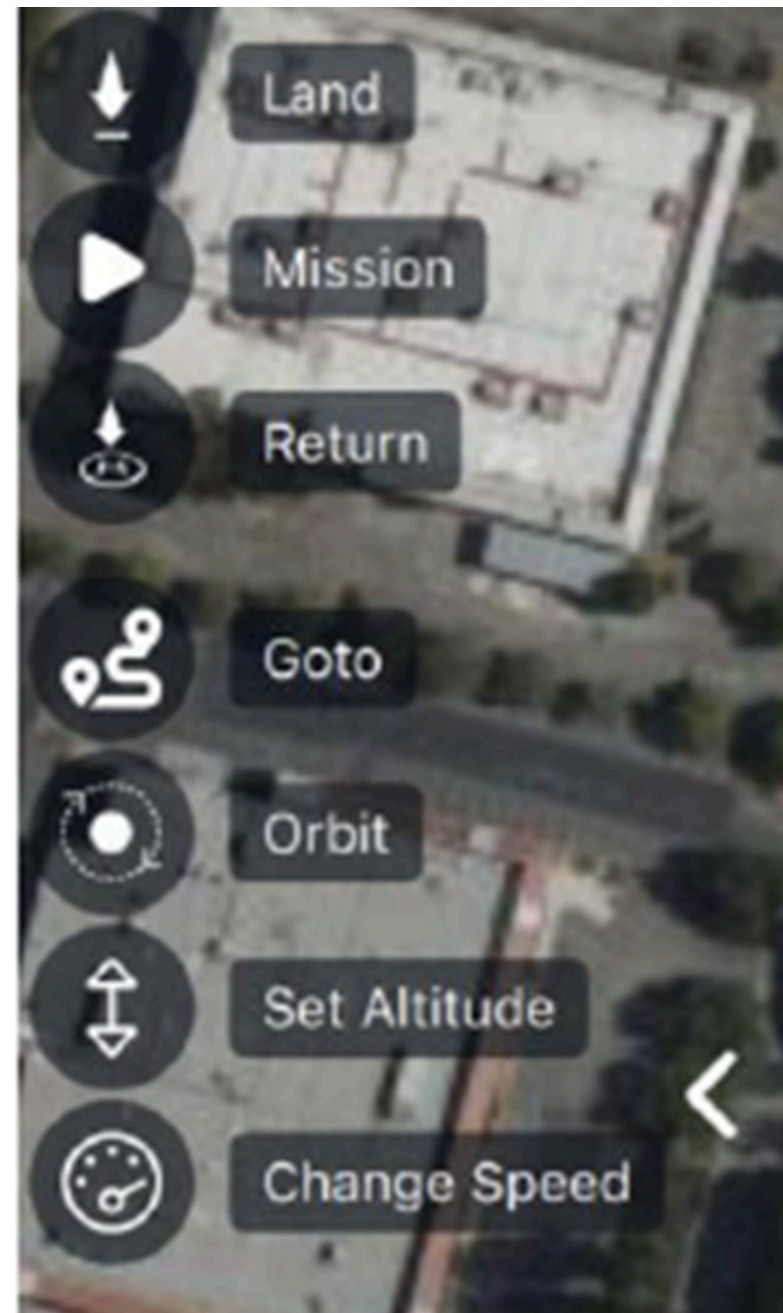 Land
Mission
Return
Goto
Orbit
Set Altitude
Change Speed